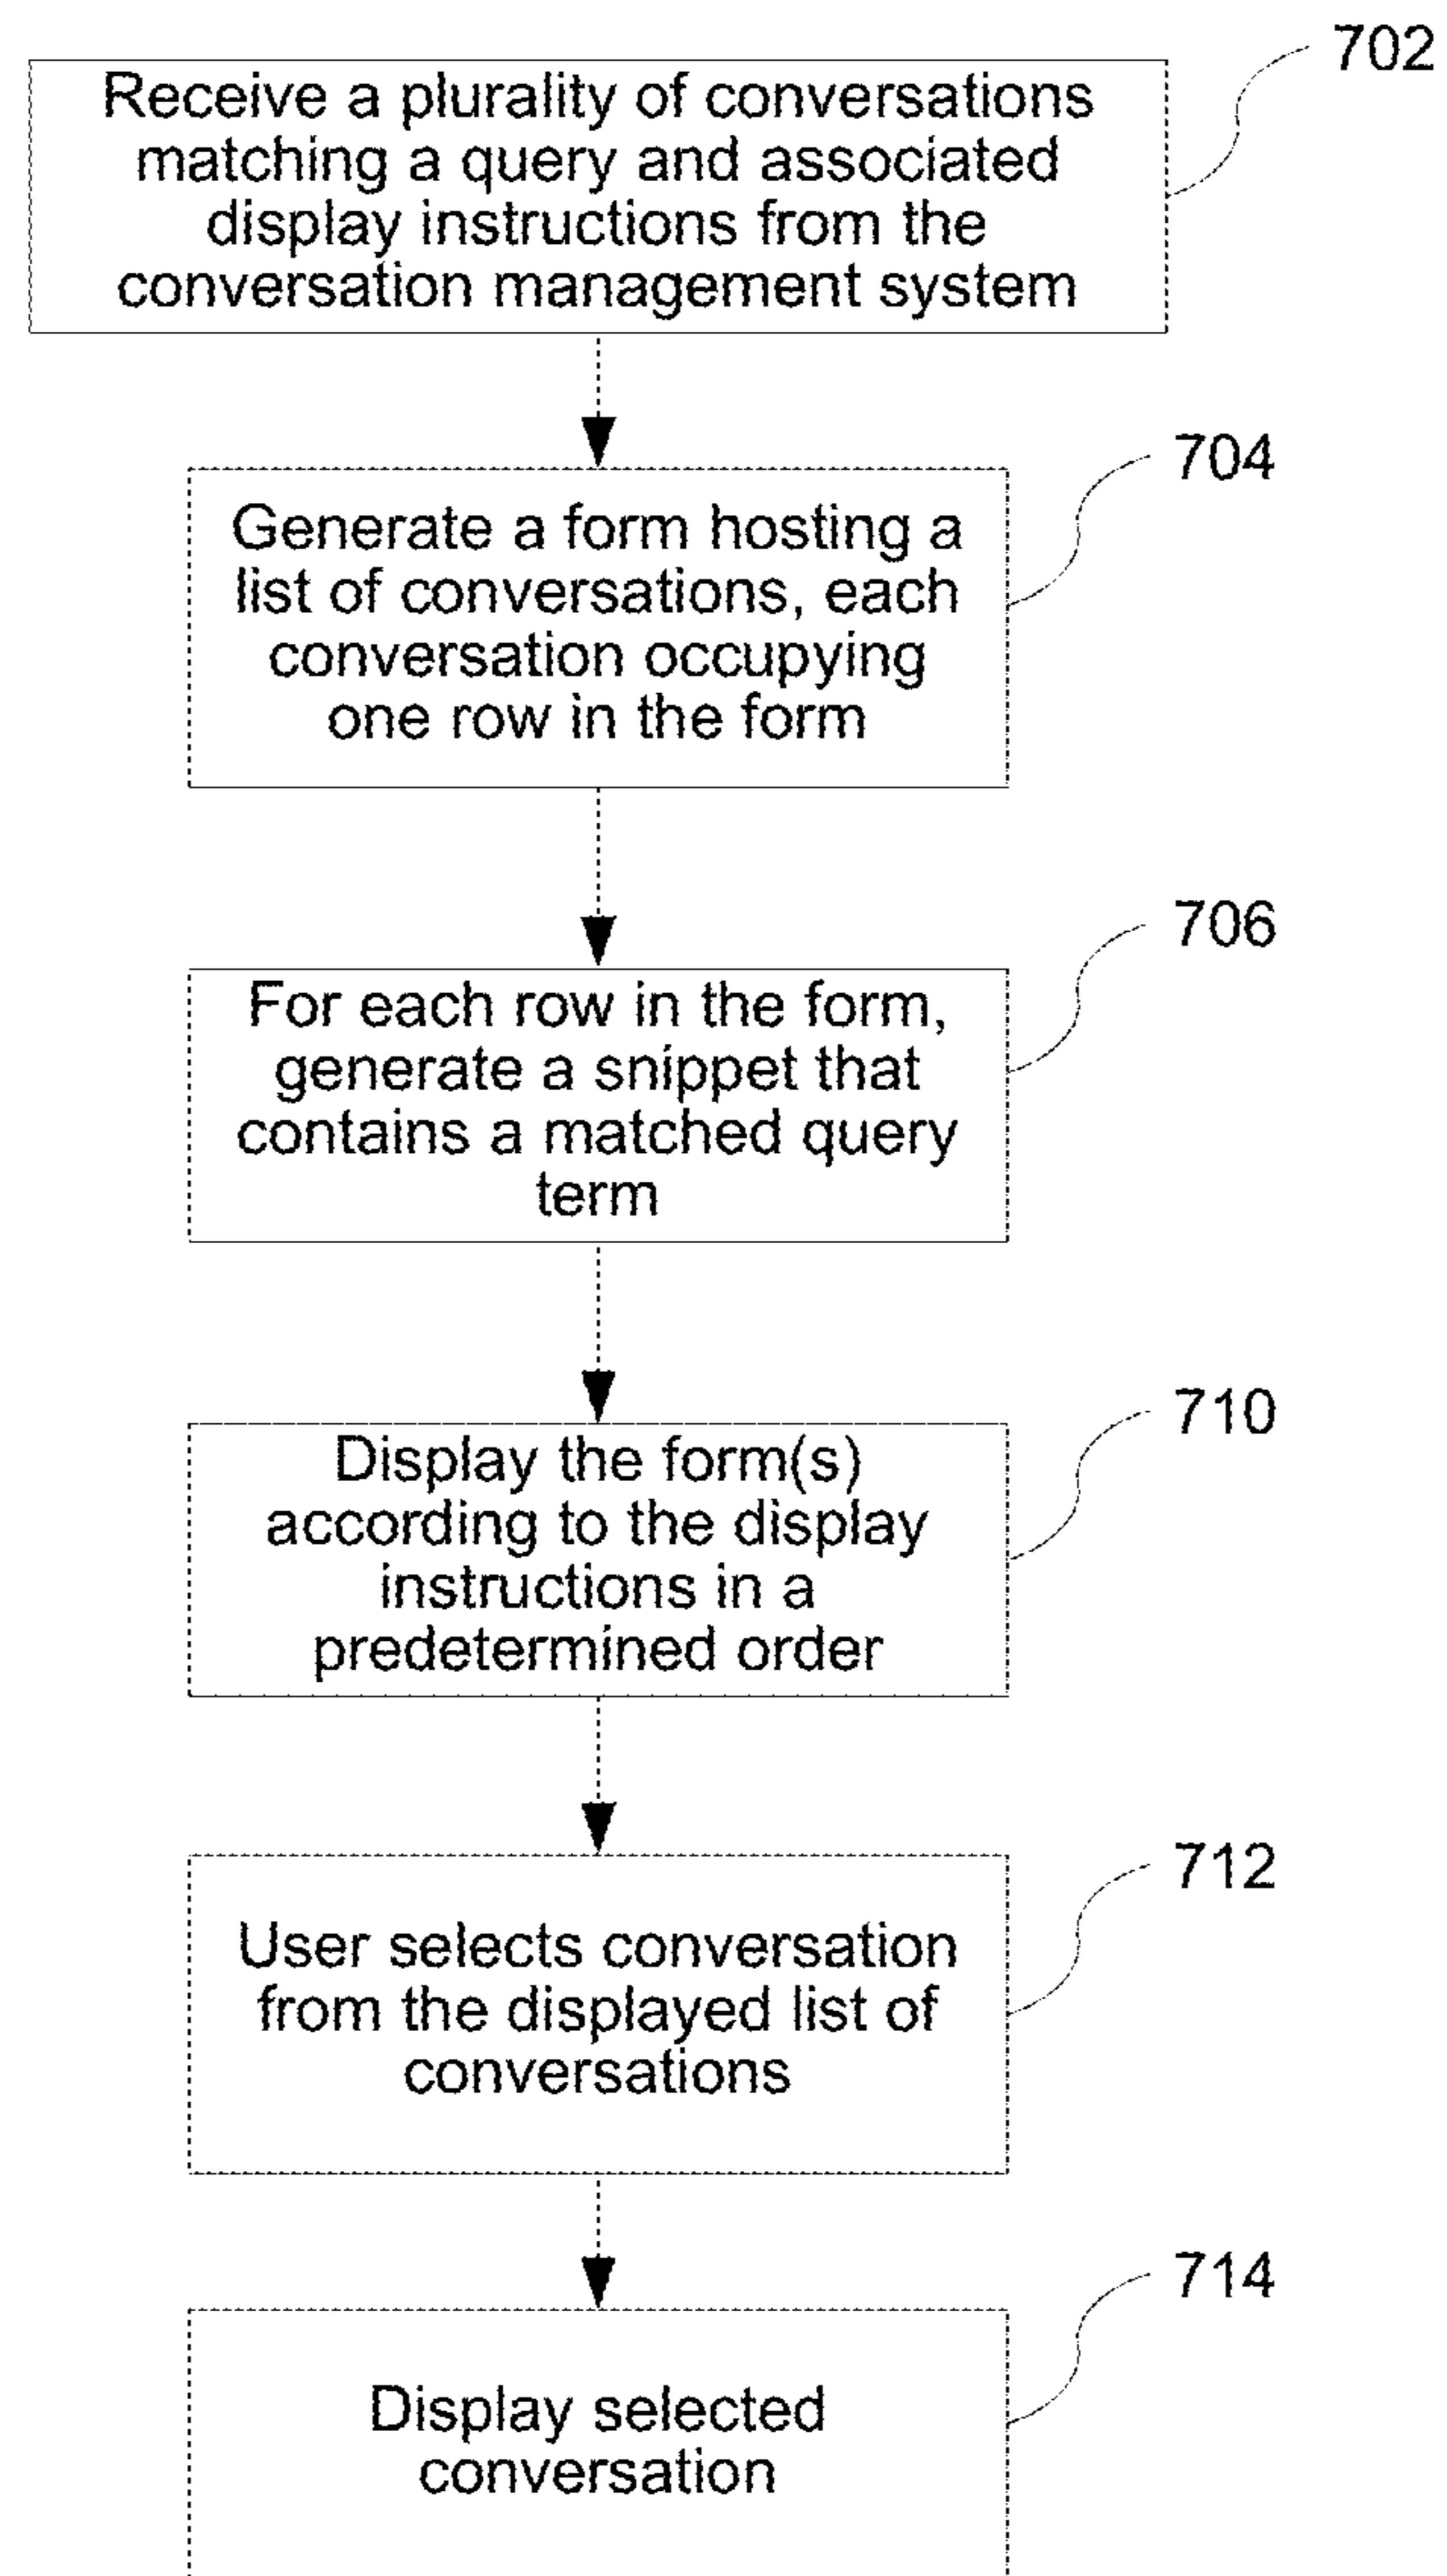 702
Receive a plurality of conversations
matching a query and associated
display instructions from the
conversation management system
704
Generate a form hosting a
list of conversations, each
conversation occupying
one row in the form
706
For each row in the form,
generate a snippet that
contains a matched query
term
710
Display the form(s)
according to the display
instructions in a
predetermined order
712
User selects conversation
from the displayed list of
conversations
714
Display selected
conversation